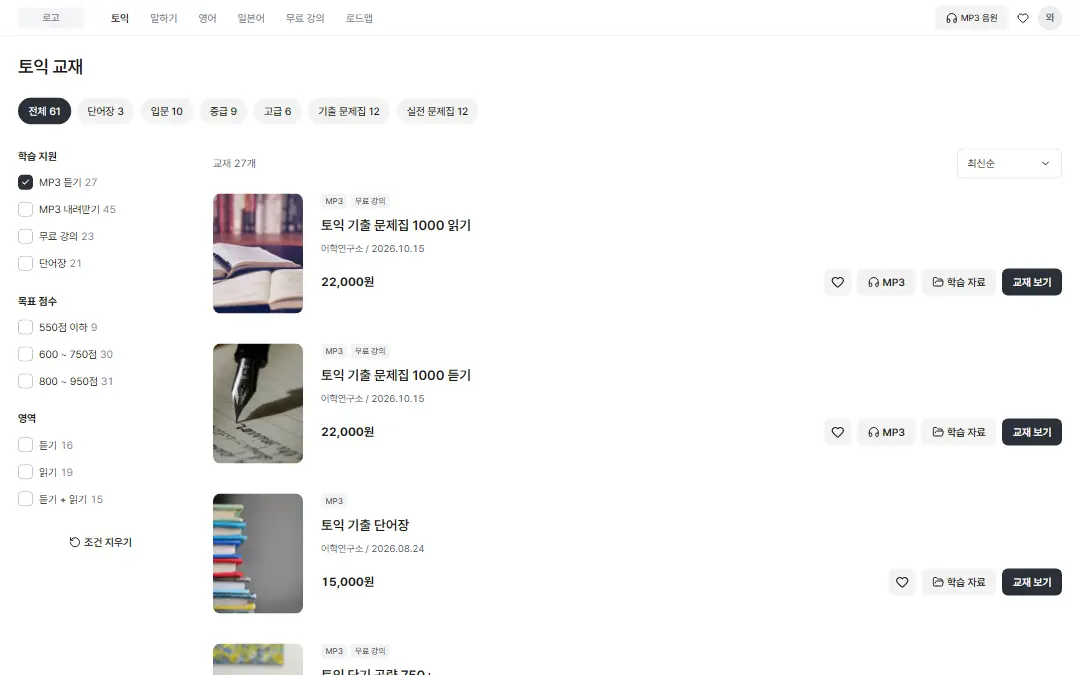 로고
토익
말하기
영어
일본어
무료 강의
로드맵
MP3 음원
와
토익 교재
전체 61
단어장 3
입문 10
중급 9
고급 6
기출 문제집 12
실전 문제집 12
학습 지원
MP3 듣기 27
MP3 내려받기 45
무료 강의 23
단어장 21
목표 점수
550점 이하 9
600 ~ 750점 30
800 ~ 950점 31
영역
듣기 16
읽기 19
듣기 + 읽기 15
조건 지우기
교재 27개
최신순
MP3 무료 강의
토익 기출 문제집 1000 읽기
어학연구소 / 2026.10.15
22,000원
MP3
학습 자료
교재 보기
MP3 무료 강의
토익 기출 문제집 1000 듣기
어학연구소 / 2026.10.15
22,000원
MP3
학습 자료
교재 보기
MP3
토익 기출 단어장
어학연구소 / 2026.08.24
15,000원
학습 자료
교재 보기
MP3 무료 강의
토익 단기 공략 750+